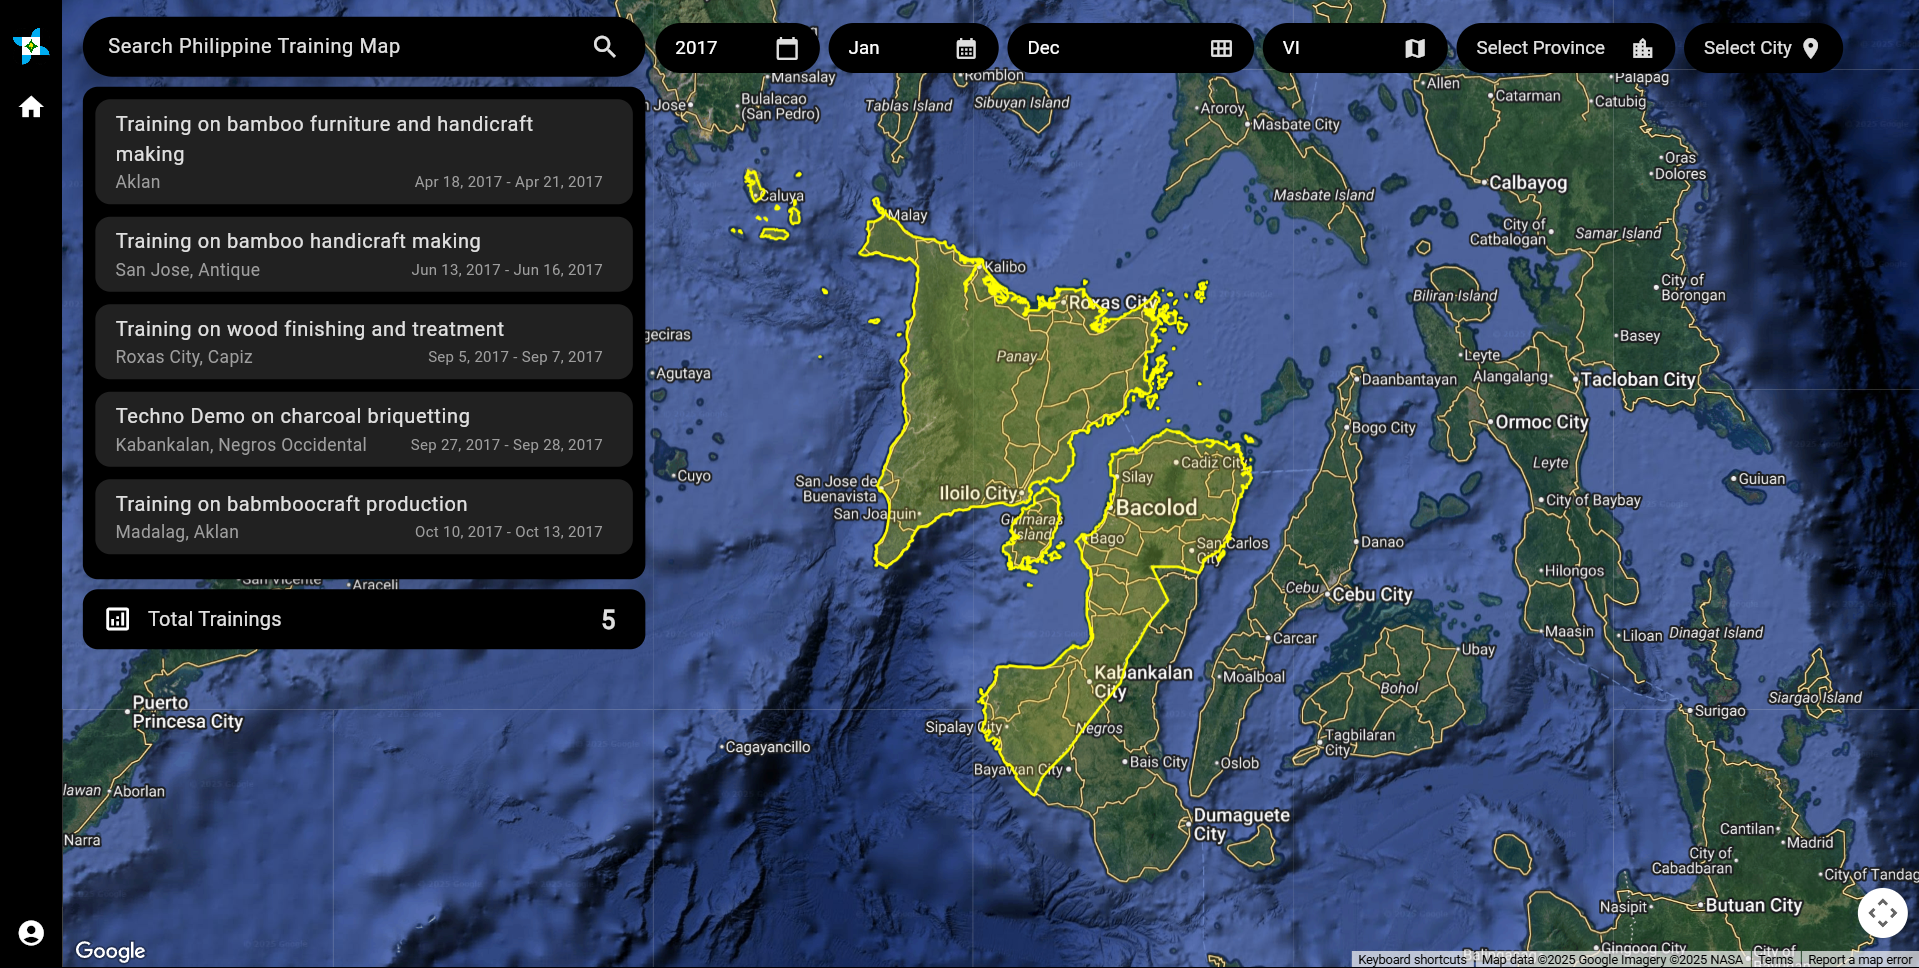 Search Philippine Training Map
2017
Jan
Dec
VI
Select Province
Select City
Training on bamboo furniture and handicraft
making
Aklan
Apr 18, 2017 - Apr 21, 2017
Training on bamboo handicraft making
San Jose, Antique
Jun 13, 2017 - Jun 16, 2017
Training on wood finishing and treatment
Roxas City, Capiz
Sep 5, 2017 - Sep 7, 2017
Techno Demo on charcoal briquetting
Kabankalan, Negros Occidental
Sep 27, 2017 - Sep 28, 2017
Training on babmboocraft production
Madalag, Aklan
Oct 10, 2017 - Oct 13, 2017
Total Trainings
5
Mansalay
Romblon
Jose
Bulalacao
(San Pedro)
Tablas Island
Sibuyan Island
Aroroy
Masbate City
Masbate Island
Allen
Catarman
Palapag
Catubig
Oras
Dolores
Calbayog
City of
Catbalogan
Samar Island
City of
Borongan
Biliran Island
Basey
Leyte
Alangalang
Tacloban City
Ormoc City
Leyte
City of Baybay
Guiuan
Hilongos
Maasin
Liloan
Dinagat Island
Siargao Island
Surigao
Caluya
Malay
Kalibo
Roxas City
Panay
geciras
Agutaya
Cuyo
San Jose de
Buenavista
San Joaquin
Iloilo City
Guimaras
Island
Cadiz City
Silay
Bacolod
Bago
San Carlos
City
Daanbantayan
Bogo City
Danao
Cebu
Cebu City
Carcar
Moalboal
Oslob
Ubay
Bohol
Tagbilaran
City
Kabankalan
City
Negros
Sipalay City
Bayawan City
Bais City
Dumaguete
City
Cagayancillo
San Vicente
Araceli
Puerto
Princesa City
lawan
Aborlan
Narra
Cantilan
Madrid
City of
Cabadbaran
City of Tandag
Nasipit
Butuan City
Gingoog City
City of
Google
Keyboard shortcuts
Map data ©2025 Google Imagery ©2025 NASA
Terms
Report a map error